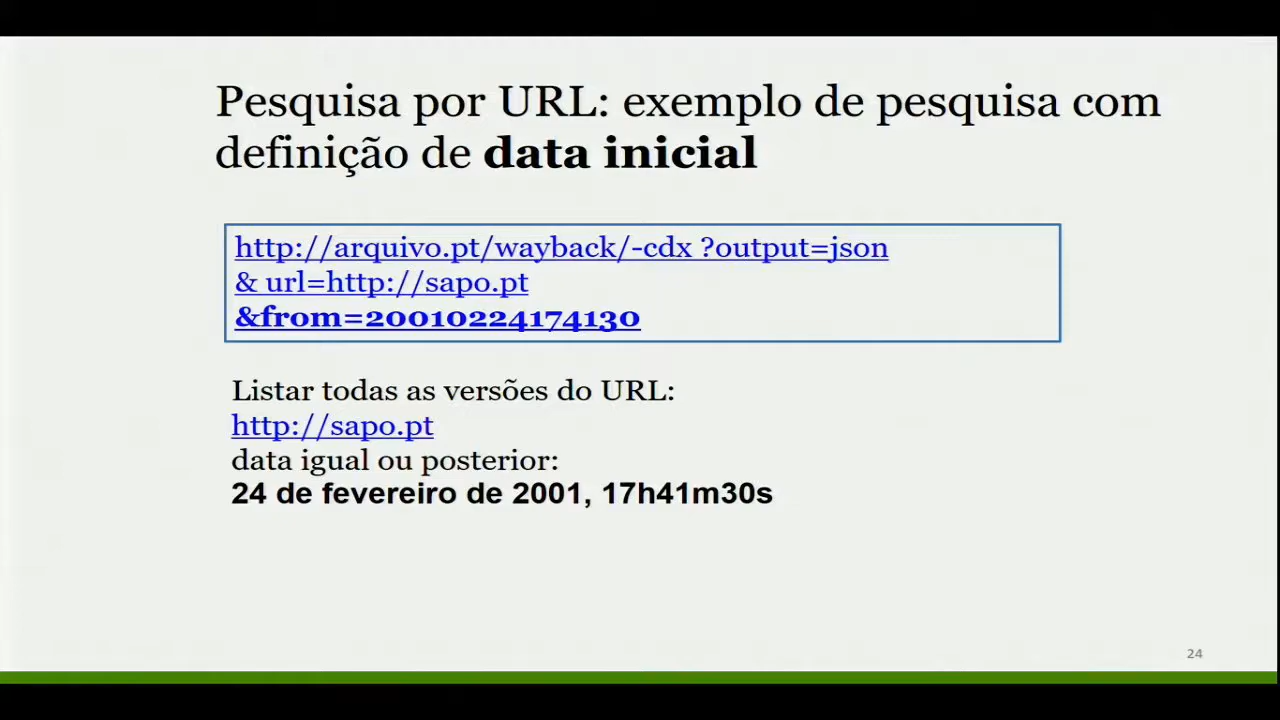 Pesquisa por URL: exemplo de pesquisa com
definição de data inicial
http://arquivo.pt/wayback/-cdx ?output=json
& url=http://sapo.pt
&from=20010224174130
Listar todas as versões do URL:
http://sapo.pt
data igual ou posterior:
24 de fevereiro de 2001, 17h41m30s
24